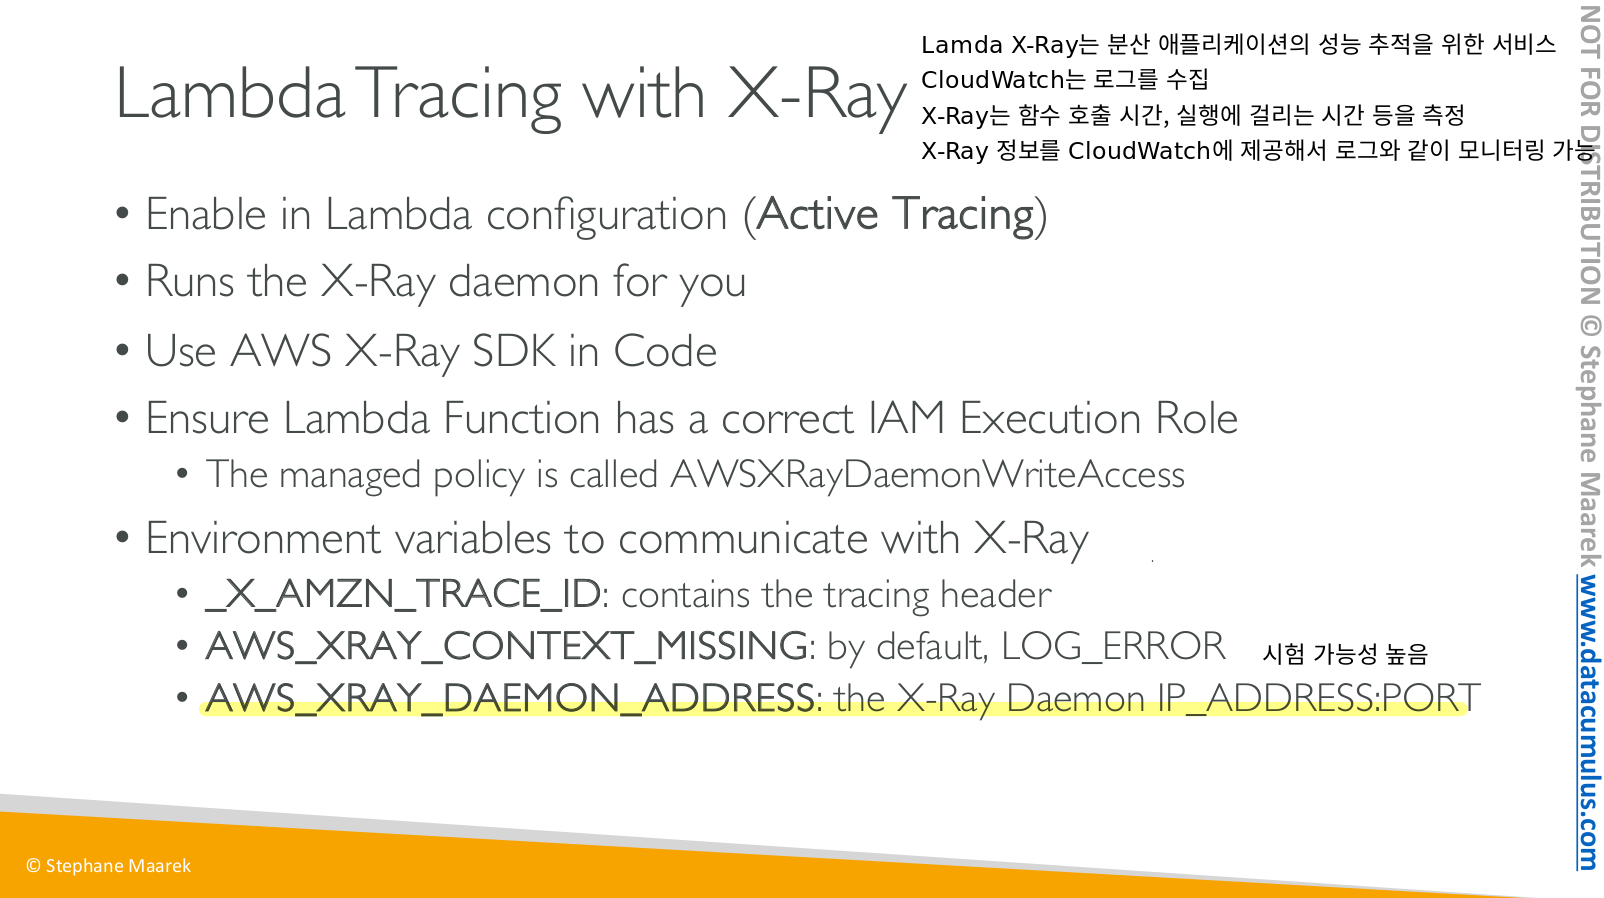 Lambda Tracing with X-Ray
Lamda X-Ray는 분산 애플리케이션의 성능 추적을 위한 서비스
CloudWatch는 로그를 수집
X-Ray는 함수 호출 시간, 실행에 걸리는 시간 등을 측정
X-Ray 정보를 CloudWatch에 제공해서 로그와 같이 모니터링 가능
• Enable in Lambda configuration (Active Tracing)
• Runs the X-Ray daemon for you
• Use AWS X-Ray SDK in Code
• Ensure Lambda Function has a correct IAM Execution Role
• The managed policy is called AWSXRayDaemonWriteAccess
• Environment variables to communicate with X-Ray
• _X_AMZN_TRACE_ID: contains the tracing header
• AWS_XRAY_CONTEXT_MISSING: by default, LOG_ERROR
시험 가능성 높음
• AWS_XRAY_DAEMON_ADDRESS: the X-Ray Daemon IP_ADDRESS:PORT
© Stephane Maarek
NOT FOR DISTRIBUTION © Stephane Maarek www.datacumulus.com